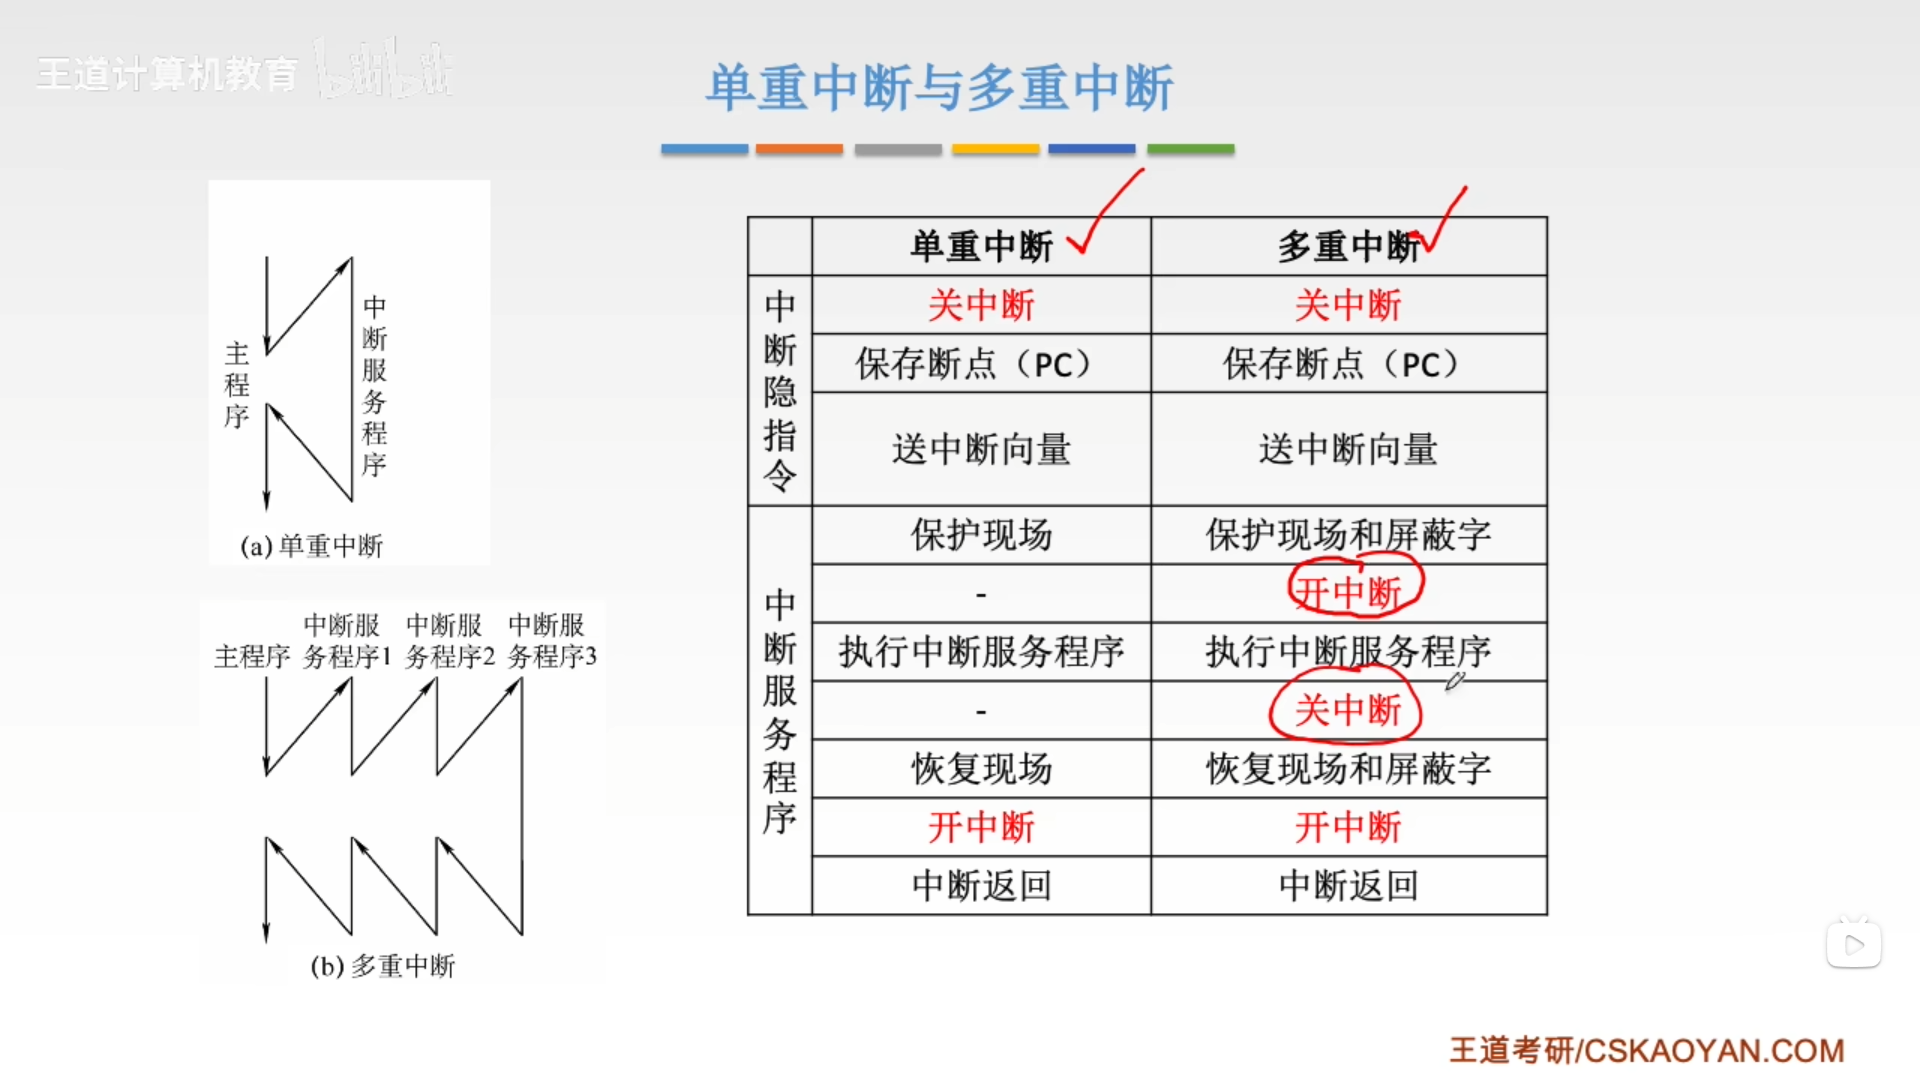 王道计算机教育 bilibili
单重中断与多重中断
主程序
中断服务程序
(a) 单重中断
主程序 中断服务程序1 中断服务程序2 中断服务程序3
(b) 多重中断
单重中断 多重中断
中断隐指令
关中断 关中断
保存断点（PC） 保存断点（PC）
送中断向量 送中断向量
中断服务程序
保护现场 保护现场和屏蔽字
- 开中断
执行中断服务程序 执行中断服务程序
- 关中断
恢复现场 恢复现场和屏蔽字
开中断 开中断
中断返回 中断返回
王道考研/CSKAOYAN.COM